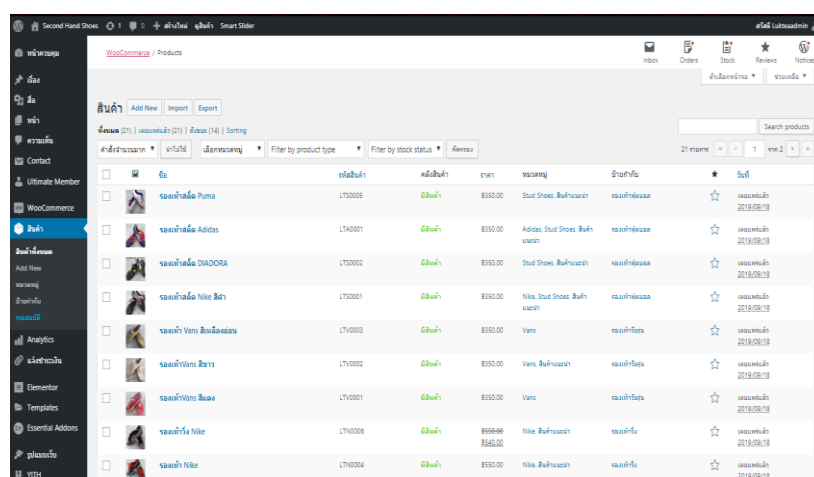 Second Hand Shoes 1 0 + สร้างใหม่ ดูสินค้า Smart Slider สวัสดี Luktesadmin
หน้าควบคุม
WooCommerce / Products
Inbox Orders Stock Reviews Notices
ตัวเลือกหน้าจอ ▼ ช่วยเหลือ ▼
เรื่อง
สื่อ
หน้า
ความเห็น
Contact
Ultimate Member
WooCommerce
สินค้า
สินค้าทั้งหมด
Add New
หมวดหมู่
ป้ายกำกับ
คุณสมบัติ
Analytics
แจ้งชำระเงิน
Elementor
Templates
Essential Addons
รูปแบบเว็บ
YITH
สินค้า Add New Import Export
ทั้งหมด (21) | เผยแพร่แล้ว (21) | ถังขยะ (14) | Sorting
Search products
คำสั่งจำนวนมาก ▼ นำไปใช้ เลือกหมวดหมู่ ▼ Filter by product type ▼ Filter by stock status ▼ คัดกรอง
21 รายการ « ‹ 1 จาก 2 › »
ชื่อ รหัสสินค้า คลังสินค้า ราคา หมวดหมู่ ป้ายกำกับ ★ วันที่
รองเท้าสตั๊ด Puma LTS0005 มีสินค้า ฿350.00 Stud Shoes, สินค้าแนะนำ รองเท้าฟุตบอล เผยแพร่แล้ว
2019/09/18
รองเท้าสตั๊ด Adidas LTA0001 มีสินค้า ฿350.00 Adidas, Stud Shoes, สินค้า รองเท้าฟุตบอล เผยแพร่แล้ว
แนะนำ 2019/09/18
รองเท้าสตั๊ด DIADORA LTS0002 มีสินค้า ฿350.00 Stud Shoes, สินค้าแนะนำ รองเท้าฟุตบอล เผยแพร่แล้ว
2019/09/18
รองเท้าสตั๊ด Nike สีดำ LTS0001 มีสินค้า ฿350.00 Nike, Stud Shoes, สินค้า รองเท้าฟุตบอล เผยแพร่แล้ว
แนะนำ 2019/09/18
รองเท้า Vans สีเหลืองอ่อน LTV0003 มีสินค้า ฿350.00 Vans รองเท้าวัยรุ่น เผยแพร่แล้ว
2019/09/18
รองเท้าVans สีขาว LTV0002 มีสินค้า ฿350.00 Vans, สินค้าแนะนำ รองเท้าวัยรุ่น เผยแพร่แล้ว
2019/09/18
รองเท้าVans สีแดง LTV0001 มีสินค้า ฿350.00 Vans รองเท้าวัยรุ่น เผยแพร่แล้ว
2019/09/18
รองเท้าวิ่ง Nike LTN0006 มีสินค้า ฿550.00 Nike, สินค้าแนะนำ รองเท้าวิ่ง เผยแพร่แล้ว
฿540.00 2019/09/18
รองเท้า Nike LTN0004 มีสินค้า ฿550.00 Nike, สินค้าแนะนำ รองเท้าวิ่ง เผยแพร่แล้ว
2019/09/18